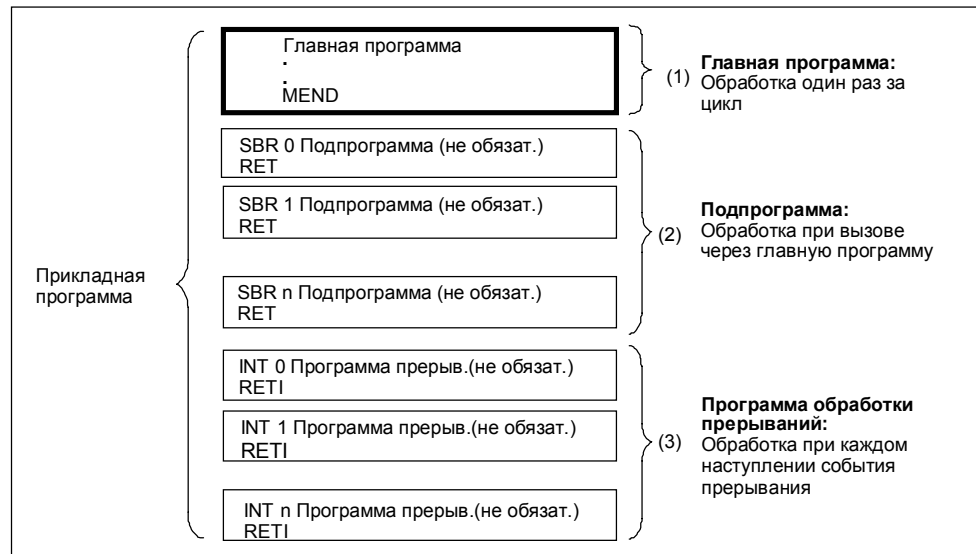 Прикладная
программа
Главная программа
.
.
MEND
SBR 0 Подпрограмма (не обязат.)
RET
SBR 1 Подпрограмма (не обязат.)
RET
SBR n Подпрограмма (не обязат.)
RET
INT 0 Программа прерыв.(не обязат.)
RETI
INT 1 Программа прерыв.(не обязат.)
RETI
INT n Программа прерыв.(не обязат.)
RETI
(1)
Главная программа:
Обработка один раз за
цикл
(2)
Подпрограмма:
Обработка при вызове
через главную программу
(3)
Программа обработки
прерываний:
Обработка при каждом
наступлении события
прерывания